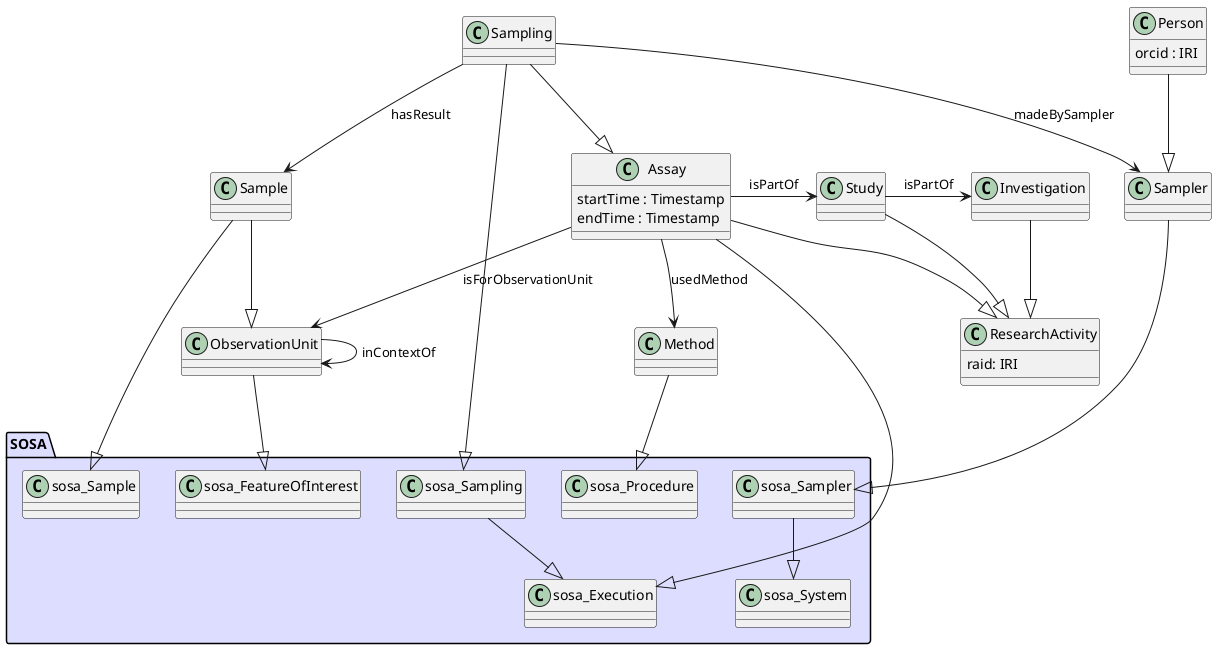 C Sampling
C Person
orcid : IRI
hasResult
madeBySampler
C Sample
C Assay
startTime : Timestamp
endTime : Timestamp
isPartOf
C Study
isPartOf
C Investigation
C Sampler
isForObservationUnit
usedMethod
C ObservationUnit
inContextOf
C Method
C ResearchActivity
raid: IRI
SOSA
C sosa_Sample
C sosa_FeatureOfInterest
C sosa_Sampling
C sosa_Procedure
C sosa_Sampler
C sosa_Execution
C sosa_System